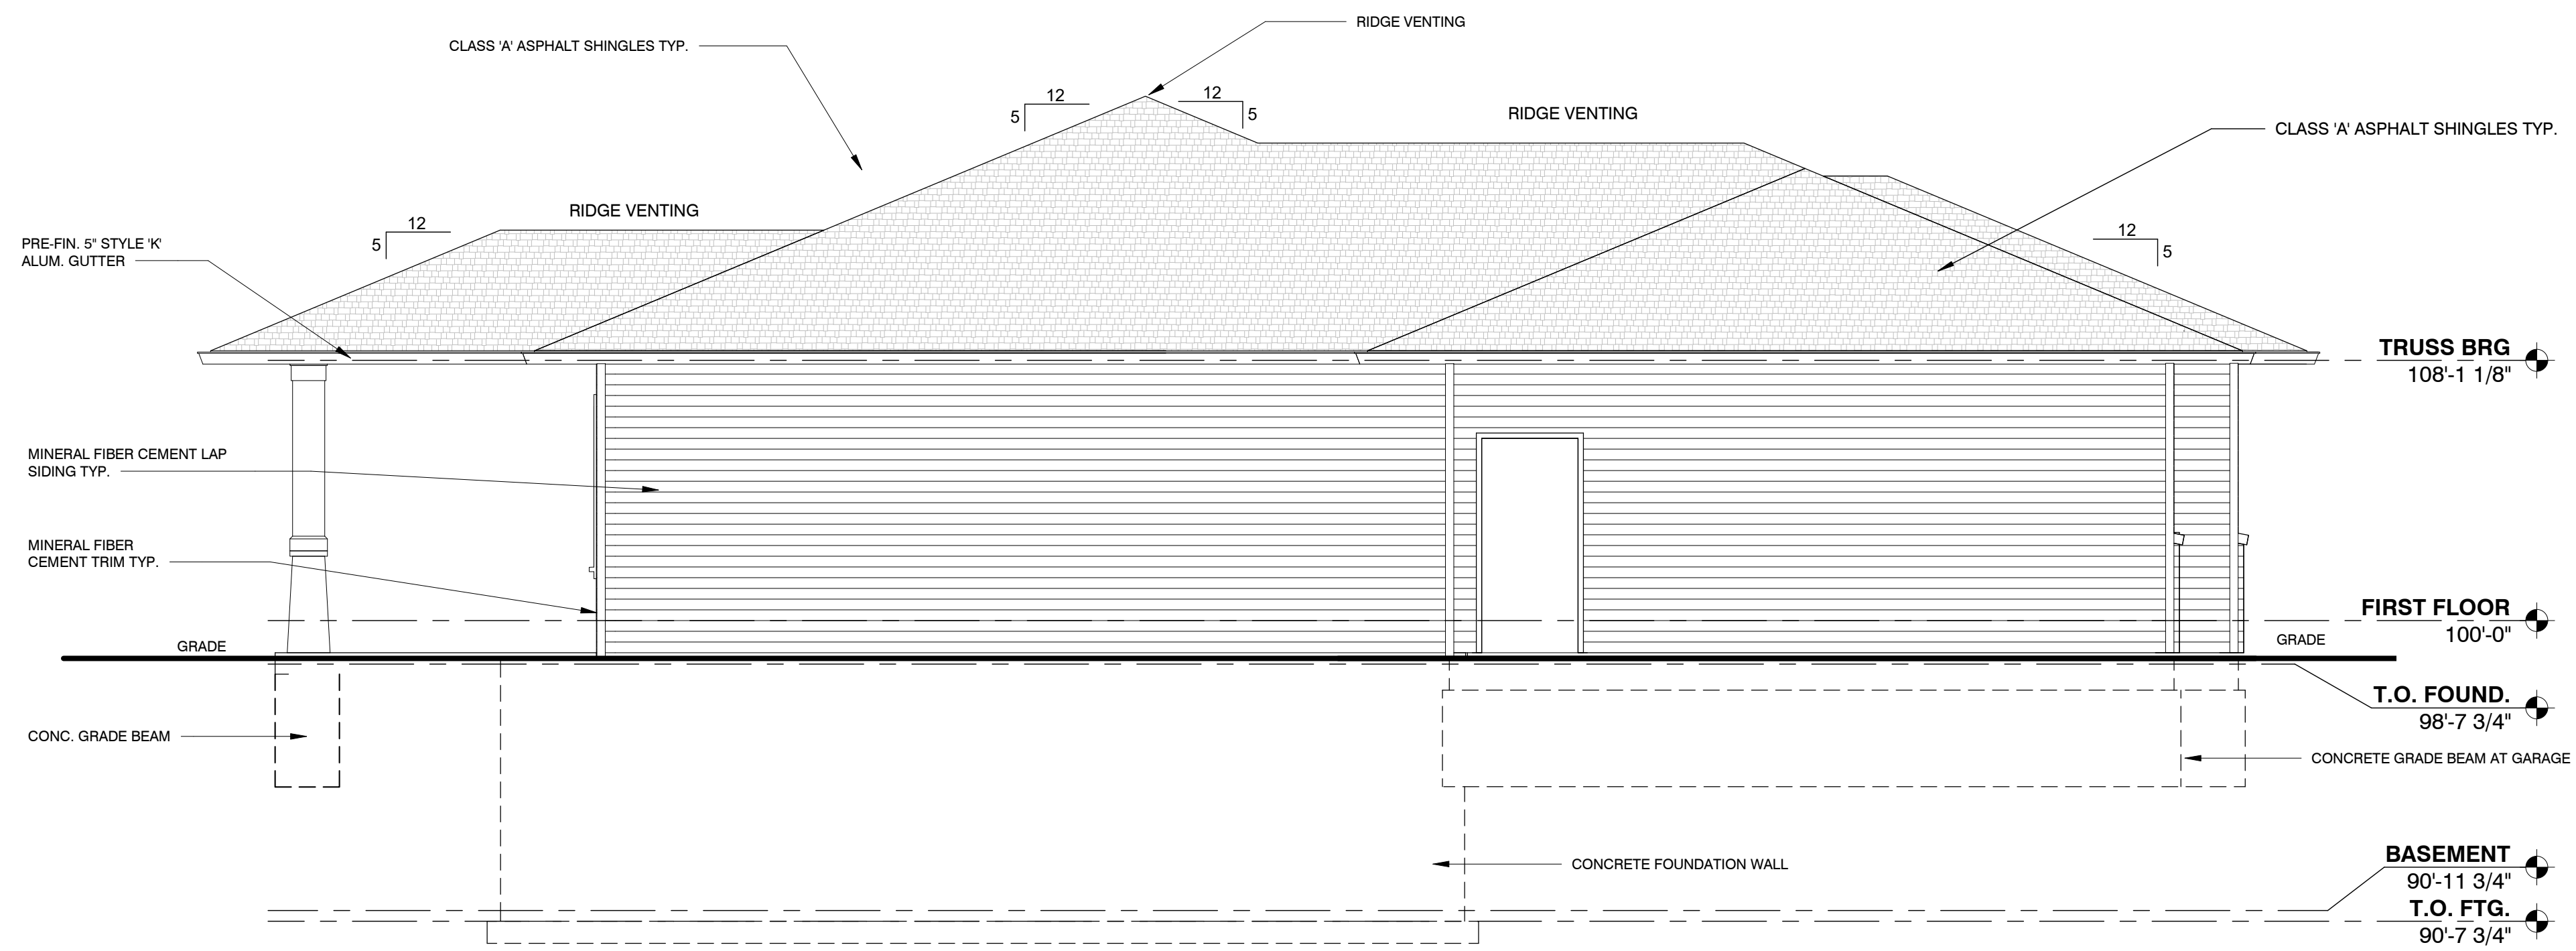 RIDGE VENTING
CLASS 'A' ASPHALT SHINGLES TYP.
12
5
12
5
RIDGE VENTING
CLASS 'A' ASPHALT SHINGLES TYP.
RIDGE VENTING
12
5
12
5
PRE-FIN. 5" STYLE 'K'
ALUM. GUTTER
TRUSS BRG
108'-1 1/8"
MINERAL FIBER CEMENT LAP
SIDING TYP.
MINERAL FIBER
CEMENT TRIM TYP.
FIRST FLOOR
100'-0"
GRADE
GRADE
T.O. FOUND.
98'-7 3/4"
CONC. GRADE BEAM
CONCRETE GRADE BEAM AT GARAGE
CONCRETE FOUNDATION WALL
BASEMENT
90'-11 3/4"
T.O. FTG.
90'-7 3/4"